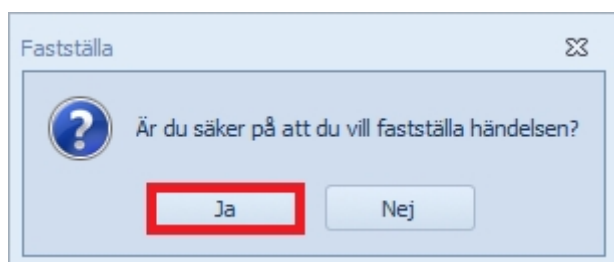 Fastställa
Är du säker på att du vill fastställa händelsen?
Ja
Nej